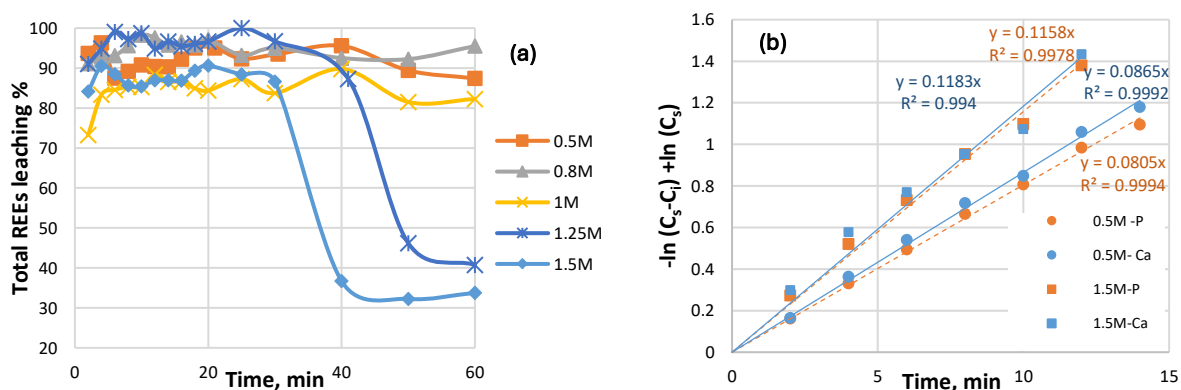 (a)
Total REEs leaching %
100
90
80
70
60
50
40
30
20
0
20
40
60
Time, min
0.5M
0.8M
1M
1.25M
1.5M
(b)
-ln (Cs-Ci) +ln (Cs)
1.6
1.4
1.2
1
0.8
0.6
0.4
0.2
0
0
5
10
15
Time, min
y = 0.1158x
R² = 0.9978
y = 0.1183x
R² = 0.994
y = 0.0865x
R² = 0.9992
y = 0.0805x
R² = 0.9994
0.5M -P
0.5M- Ca
1.5M-P
1.5M-Ca